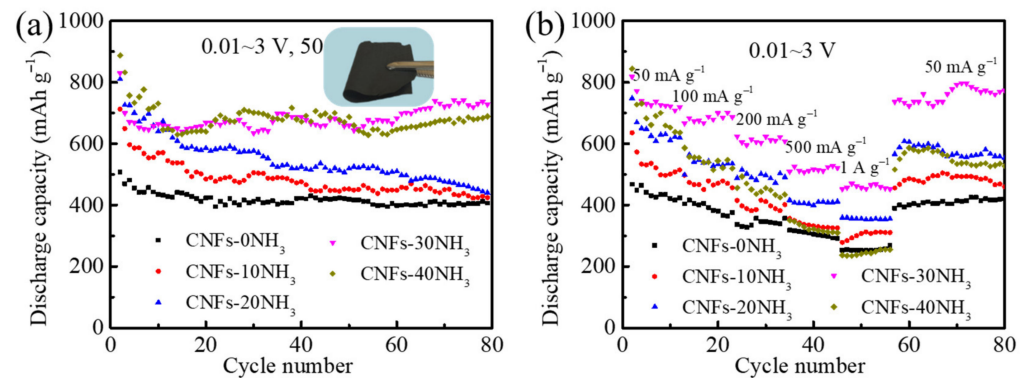 (a)
1000
800
600
400
200
0
Discharge capacity (mAh g⁻¹)
0.01~3 V, 50
CNFs-0NH₃
CNFs-10NH₃
CNFs-20NH₃
CNFs-30NH₃
CNFs-40NH₃
0 20 40 60 80
Cycle number
(b)
1000
800
600
400
200
0
Discharge capacity (mAh g⁻¹)
0.01~3 V
50 mA g⁻¹
100 mA g⁻¹
200 mA g⁻¹
500 mA g⁻¹
1 A g⁻¹
50 mA g⁻¹
CNFs-0NH₃
CNFs-10NH₃
CNFs-20NH₃
CNFs-30NH₃
CNFs-40NH₃
0 20 40 60 80
Cycle number